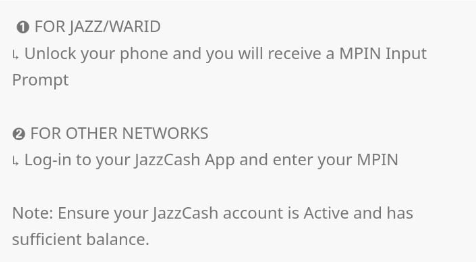 ❶ FOR JAZZ/WARID
↳ Unlock your phone and you will receive a MPIN Input
Prompt
❷ FOR OTHER NETWORKS
↳ Log-in to your JazzCash App and enter your MPIN
Note: Ensure your JazzCash account is Active and has
sufficient balance.